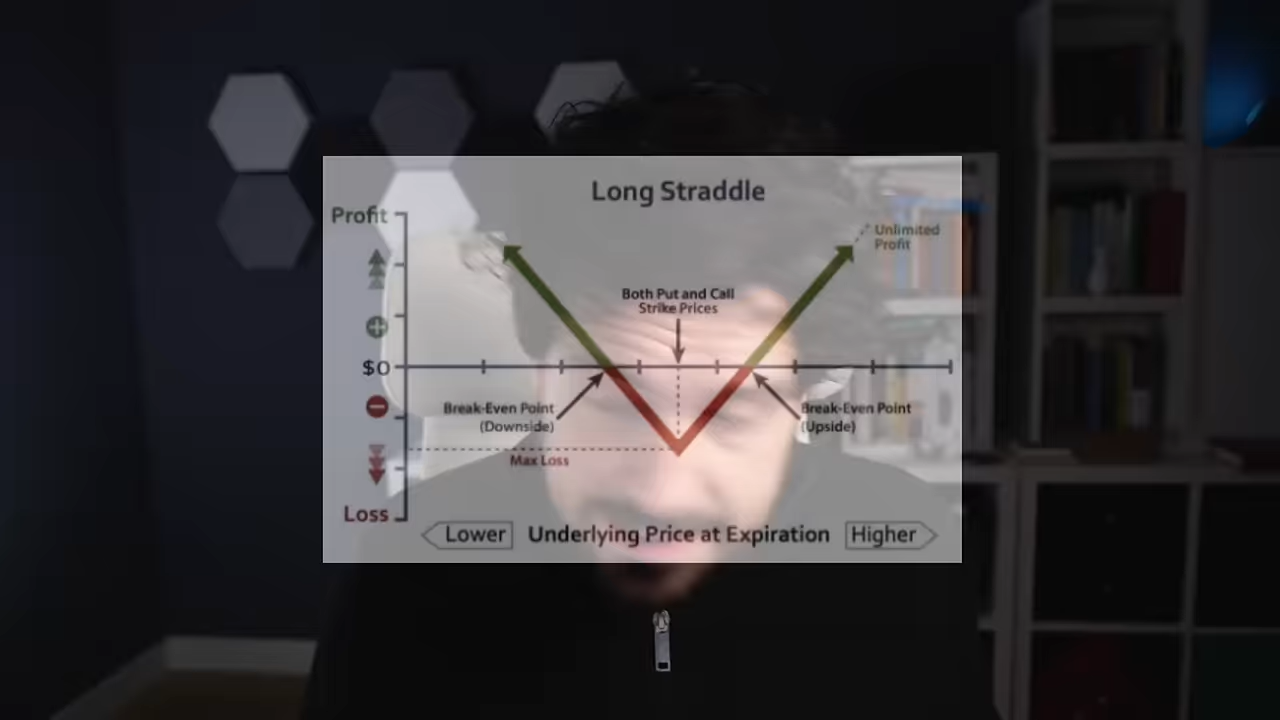 Long Straddle
Profit
Unlimited
Profit
Both Put and Call
Strike Prices
$0
Break-Even Point
(Downside)
Break-Even Point
(Upside)
Max Loss
Loss
Lower
Underlying Price at Expiration
Higher